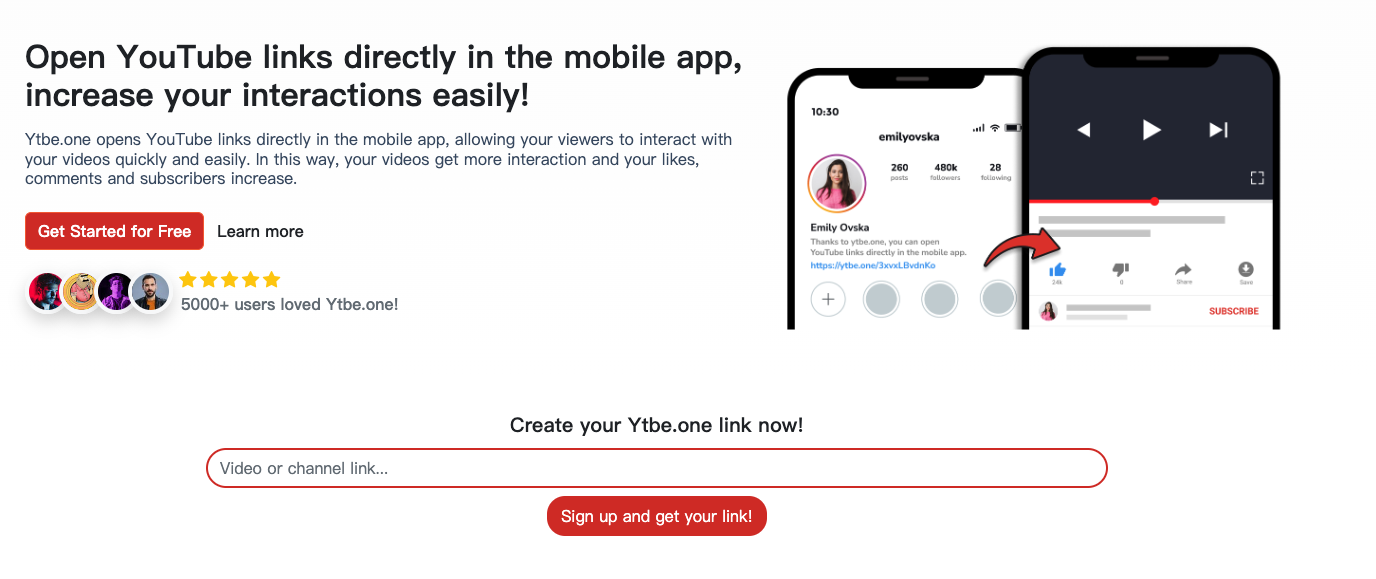 Open YouTube links directly in the mobile app,
increase your interactions easily!
Ytbe.one opens YouTube links directly in the mobile app, allowing your viewers to interact with
your videos quickly and easily. In this way, your videos get more interaction and your likes,
comments and subscribers increase.
Get Started for Free
Learn more
5000+ users loved Ytbe.one!
10:30
emilyovska
260 480k 28
posts followers following
Emily Ovska
Thanks to ytbe.one, you can open
YouTube links directly in the mobile app.
https://ytbe.one/3xvxLBvdnKo
24k 0 Share Save
SUBSCRIBE
Create your Ytbe.one link now!
Video or channel link...
Sign up and get your link!